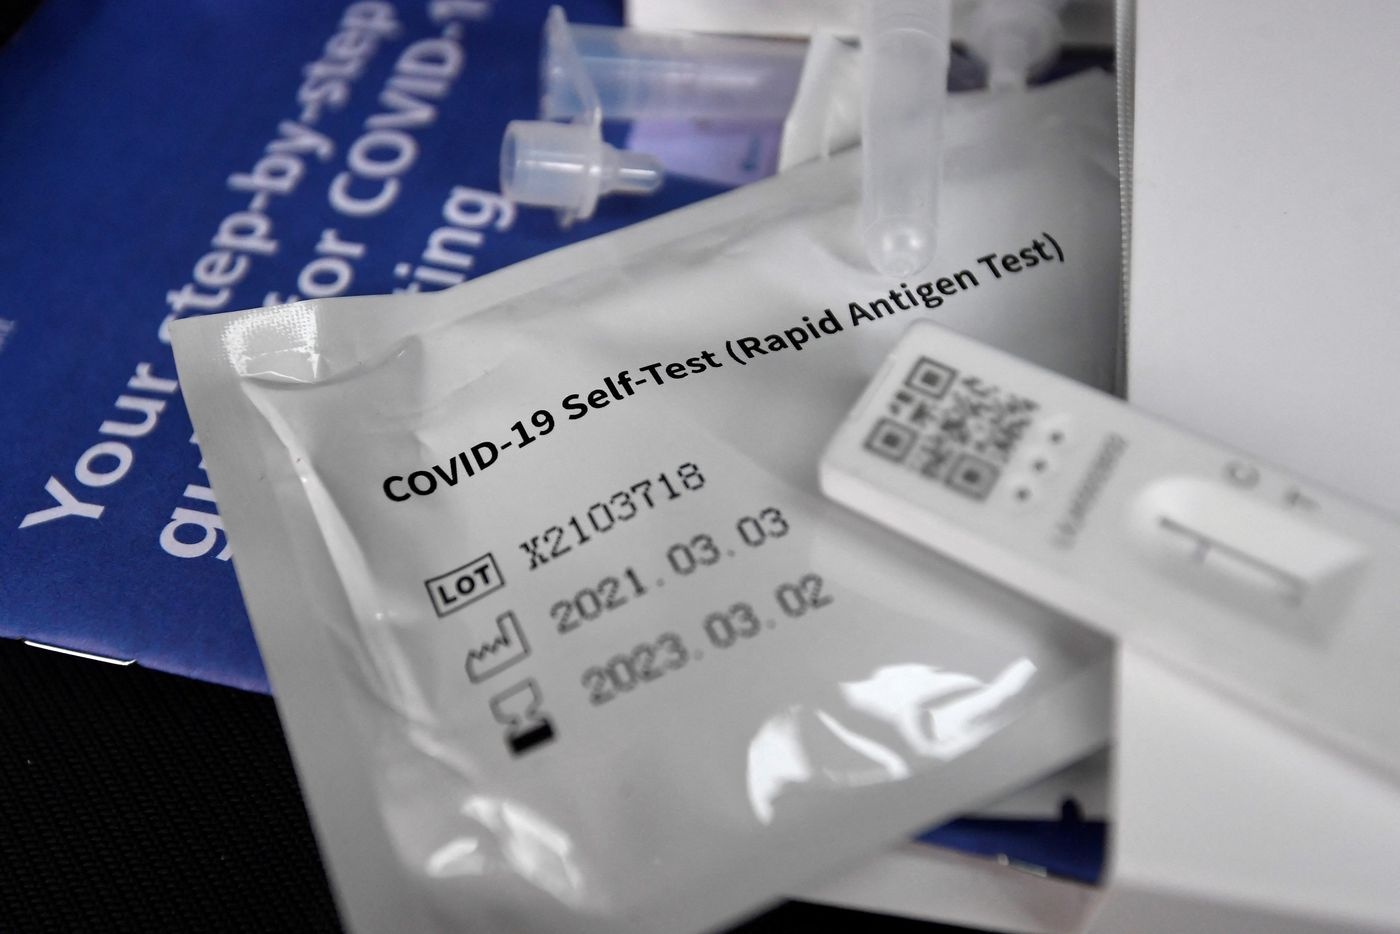 Your step-by-step
for COVID-1
COVID-19 Self-Test (Rapid Antigen Test)
LOT X2103718
2021.03.03
2023.03.02
C T